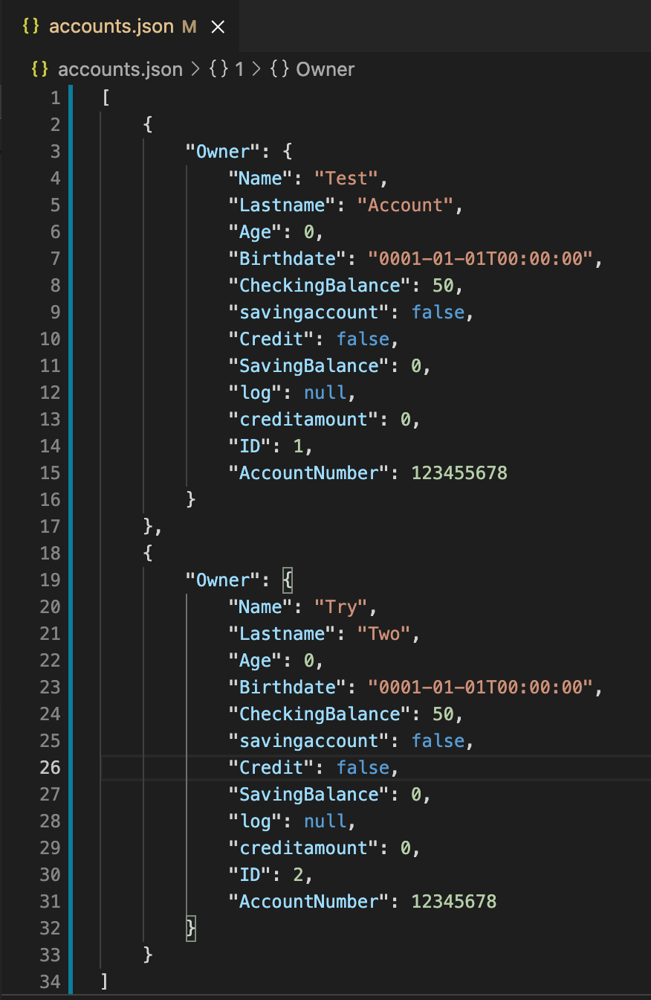 {} accounts.json M ×
{} accounts.json > {} 1 > {} Owner
1 [
2 {
3 "Owner": {
4 "Name": "Test",
5 "Lastname": "Account",
6 "Age": 0,
7 "Birthdate": "0001-01-01T00:00:00",
8 "CheckingBalance": 50,
9 "savingaccount": false,
10 "Credit": false,
11 "SavingBalance": 0,
12 "log": null,
13 "creditamount": 0,
14 "ID": 1,
15 "AccountNumber": 123455678
16 }
17 },
18 {
19 "Owner": {
20 "Name": "Try",
21 "Lastname": "Two",
22 "Age": 0,
23 "Birthdate": "0001-01-01T00:00:00",
24 "CheckingBalance": 50,
25 "savingaccount": false,
26 "Credit": false,
27 "SavingBalance": 0,
28 "log": null,
29 "creditamount": 0,
30 "ID": 2,
31 "AccountNumber": 12345678
32 }
33 }
34 ]